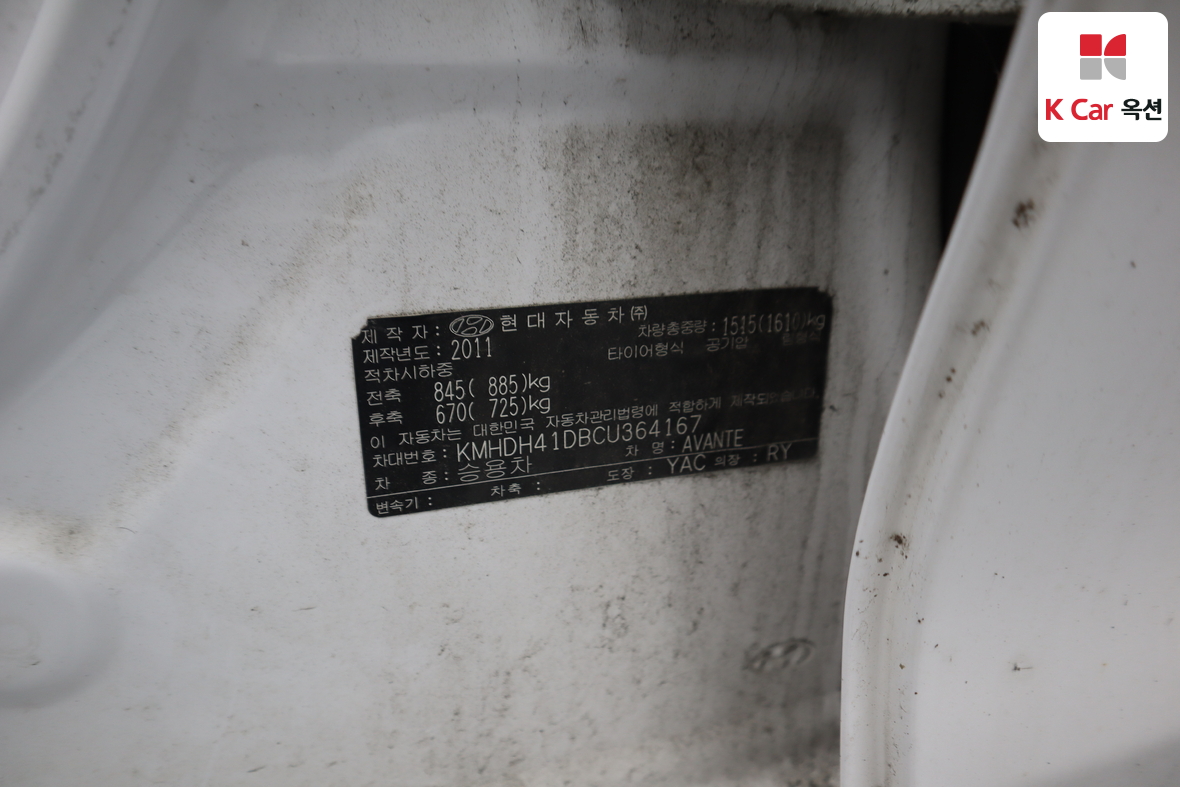 K Car 옥션
제 작 자 : 현대자동차㈜
차량총중량 : 1515(1610)kg
제작년도 : 2011
타이어형식 공기압
적차시하중
전축 845( 885)kg
후축 670( 725)kg
이 자동차는 대한민국 자동차관리법령에 적합하게 제작되었습니다.
차대번호 : KMHDH41DBCU364167
차 종 : 승용차 차 명 : AVANTE
변속기 : 차축 : 도장 : YAC 의장 : RY